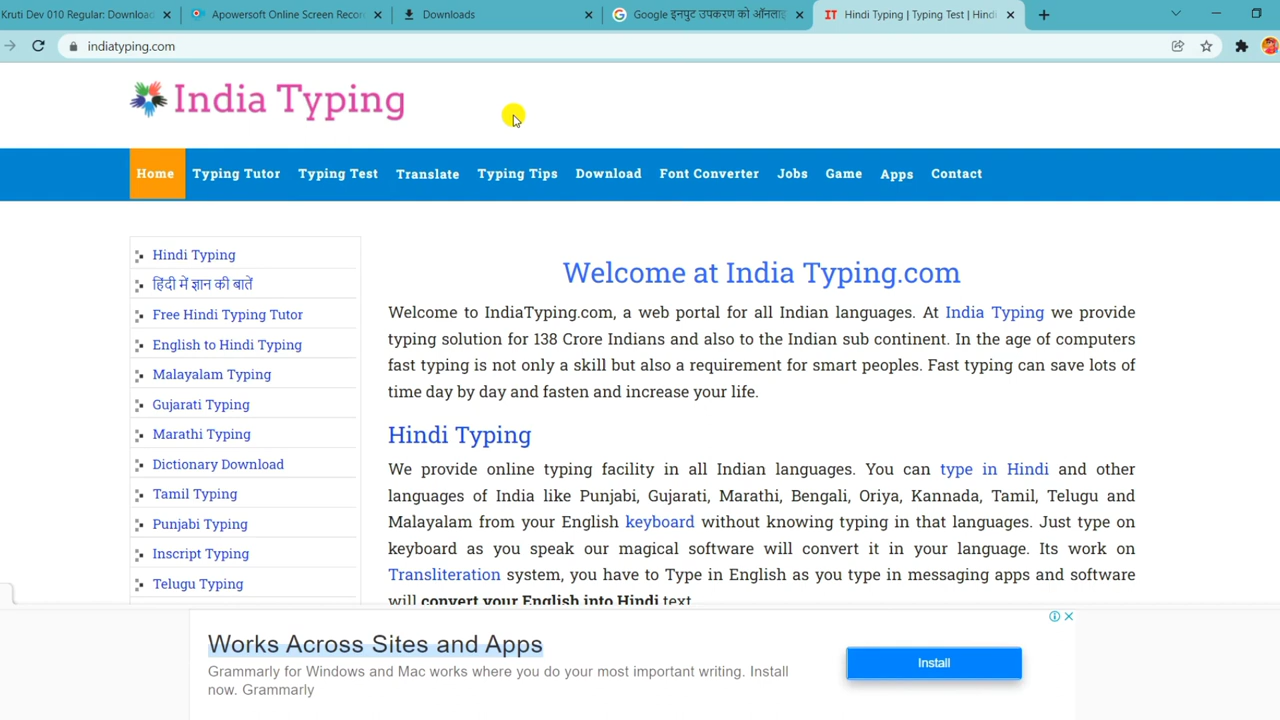 Kruti Dev 010 Regular: Download
Apowersoft Online Screen Recor
Downloads
Google इनपुट उपकरण को ऑनलाइ
IT Hindi Typing | Typing Test | Hindi
indiatyping.com
India Typing
Home Typing Tutor Typing Test Translate Typing Tips Download Font Converter Jobs Game Apps Contact
Hindi Typing
हिंदी में ज्ञान की बातें
Free Hindi Typing Tutor
English to Hindi Typing
Malayalam Typing
Gujarati Typing
Marathi Typing
Dictionary Download
Tamil Typing
Punjabi Typing
Inscript Typing
Telugu Typing
Welcome at India Typing.com
Welcome to IndiaTyping.com, a web portal for all Indian languages. At India Typing we provide
typing solution for 138 Crore Indians and also to the Indian sub continent. In the age of computers
fast typing is not only a skill but also a requirement for smart peoples. Fast typing can save lots of
time day by day and fasten and increase your life.
Hindi Typing
We provide online typing facility in all Indian languages. You can type in Hindi and other
languages of India like Punjabi, Gujarati, Marathi, Bengali, Oriya, Kannada, Tamil, Telugu and
Malayalam from your English keyboard without knowing typing in that languages. Just type on
keyboard as you speak our magical software will convert it in your language. Its work on
Transliteration system, you have to Type in English as you type in messaging apps and software
will convert your English into Hindi text
Works Across Sites and Apps
Grammarly for Windows and Mac works where you do your most important writing. Install
now. Grammarly
Install